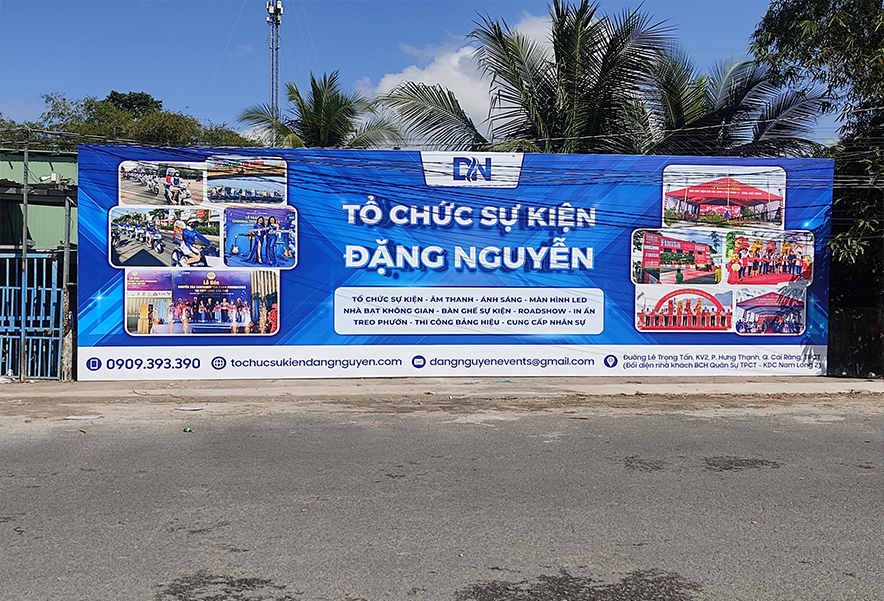 DN
TỔ CHỨC SỰ KIỆN
ĐẶNG NGUYỄN
TỔ CHỨC SỰ KIỆN - ÂM THANH - ÁNH SÁNG - MÀN HÌNH LED
NHÀ BẠT KHÔNG GIAN - BÀN GHẾ SỰ KIỆN - ROADSHOW - IN ẤN
TREO PHƯỚN - THI CÔNG BẢNG HIỆU - CUNG CẤP NHÂN SỰ
0909.393.390 tochucsukiendangnguyen.com dangnguyenevents@gmail.com
Đường Lê Trọng Tấn, KV2, P. Hưng Thạnh, Q. Cái Răng, TPCT
(Đối diện nhà khách BCH Quân Sự TPCT - KDC Nam Long 2)